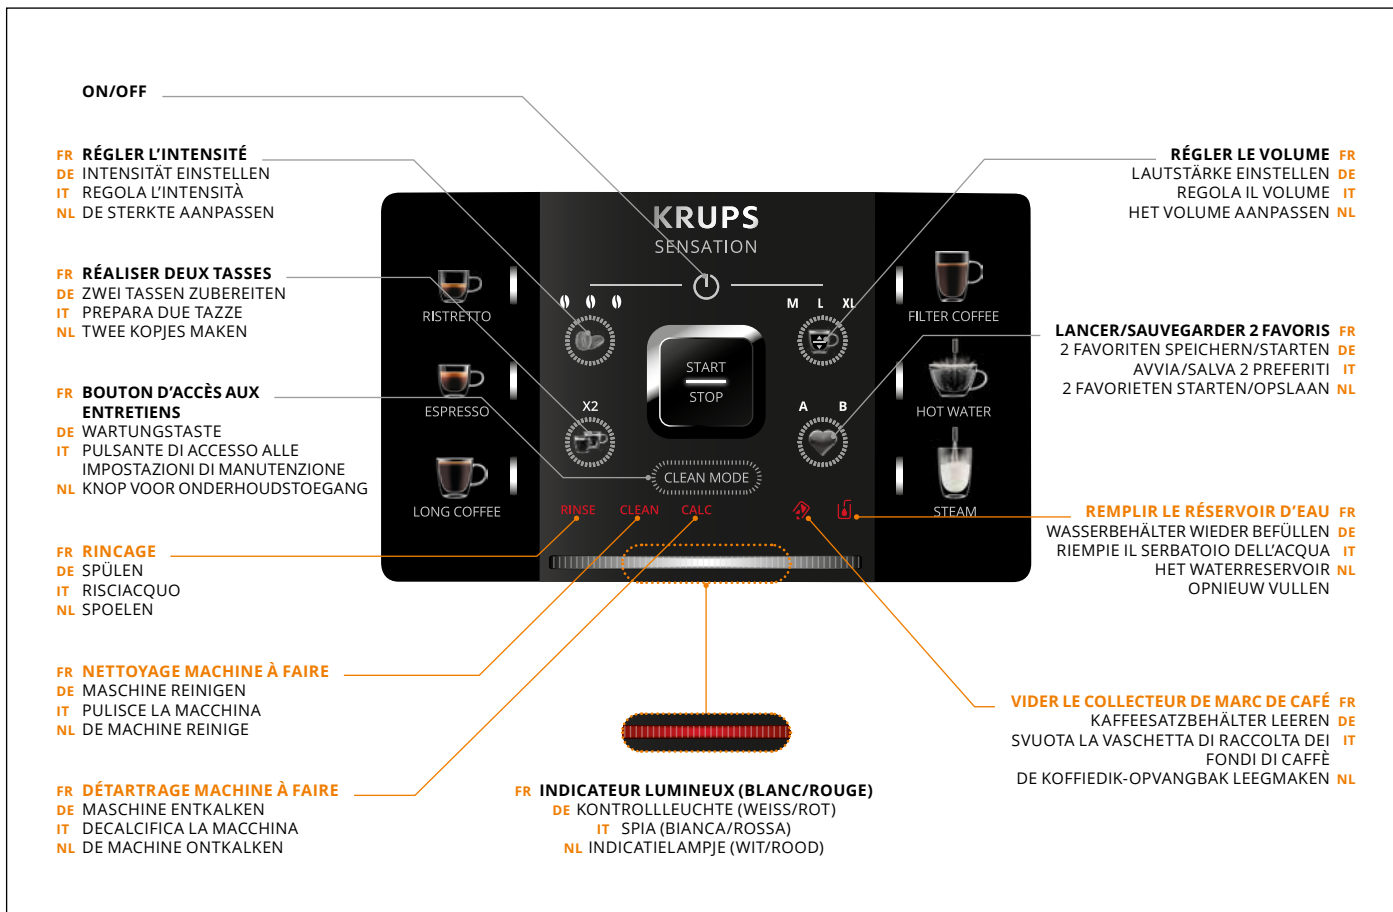 ON/OFF
FR RÉGLER L'INTENSITÉ
DE INTENSITÄT EINSTELLEN
IT REGOLA L'INTENSITÀ
NL DE STERKTE AANPASSEN
FR RÉALISER DEUX TASSES
DE ZWEI TASSEN ZUBEREITEN
IT PREPARA DUE TAZZE
NL TWEE KOPJES MAKEN
FR BOUTON D'ACCÈS AUX
ENTRETIENS
DE WARTUNGSTASTE
IT PULSANTE DI ACCESSO ALLE
IMPOSTAZIONI DI MANUTENZIONE
NL KNOP VOOR ONDERHOUDSTOEGANG
FR RINCAGE
DE SPÜLEN
IT RISCIACQUO
NL SPOELEN
FR NETTOYAGE MACHINE À FAIRE
DE MASCHINE REINIGEN
IT PULISCE LA MACCHINA
NL DE MACHINE REINIGE
FR DÉTARTRAGE MACHINE À FAIRE
DE MASCHINE ENTKALKEN
IT DECALCIFICA LA MACCHINA
NL DE MACHINE ONTKALKEN
KRUPS
SENSATION
RISTRETTO
ESPRESSO
LONG COFFEE
X2
START
STOP
M L XL
A B
CLEAN MODE
RINSE CLEAN CALC
FILTER COFFEE
HOT WATER
STEAM
FR INDICATEUR LUMINEUX (BLANC/ROUGE)
DE KONTROLLLEUCHTE (WEISS/ROT)
IT SPIA (BIANCA/ROSSA)
NL INDICATIELAMPJE (WIT/ROOD)
RÉGLER LE VOLUME FR
LAUTSTÄRKE EINSTELLEN DE
REGOLA IL VOLUME IT
HET VOLUME AANPASSEN NL
LANCER/SAUVEGARDER 2 FAVORIS FR
2 FAVORITEN SPEICHERN/STARTEN DE
AVVIA/SALVA 2 PREFERITI IT
2 FAVORIETEN STARTEN/OPSLAAN NL
REMPLIR LE RÉSERVOIR D'EAU FR
WASSERBEHÄLTER WIEDER BEFÜLLEN DE
RIEMPIE IL SERBATOIO DELL'ACQUA IT
HET WATERRESERVOIR NL
OPNIEUW VULLEN
VIDER LE COLLECTEUR DE MARC DE CAFÉ FR
KAFFEESATZBEHÄLTER LEEREN DE
SVUOTA LA VASCHETTA DI RACCOLTA DEI IT
FONDI DI CAFFÈ
DE KOFFIEDIK-OPVANGBAK LEEGMAKEN NL